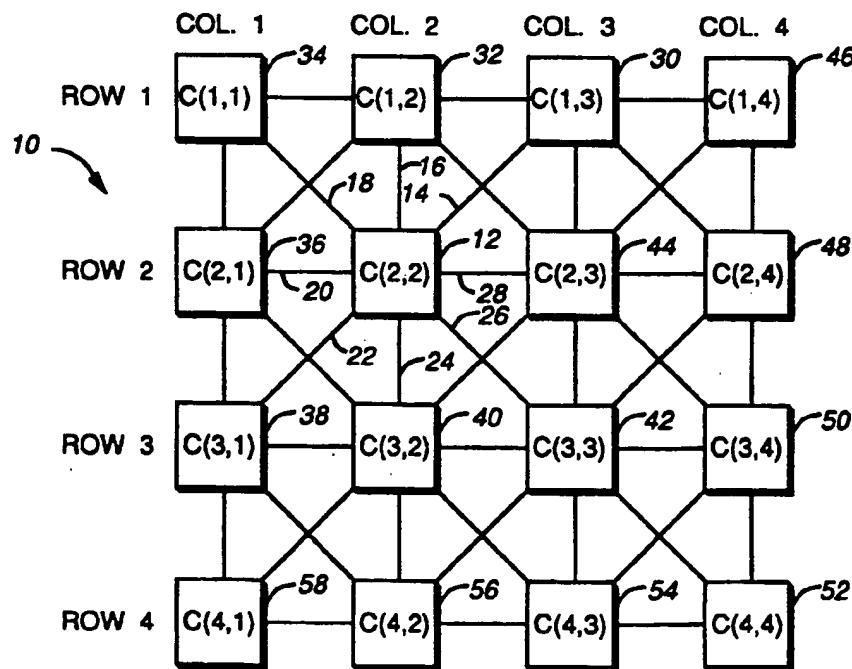 COL. 1 COL. 2 COL. 3 COL. 4
34 32 30 46
ROW 1 C(1,1) C(1,2) C(1,3) C(1,4)
10
18 16 14
36 12 44 48
ROW 2 C(2,1) C(2,2) C(2,3) C(2,4)
20 28
22 24 26
38 40 42 50
ROW 3 C(3,1) C(3,2) C(3,3) C(3,4)
58 56 54 52
ROW 4 C(4,1) C(4,2) C(4,3) C(4,4)